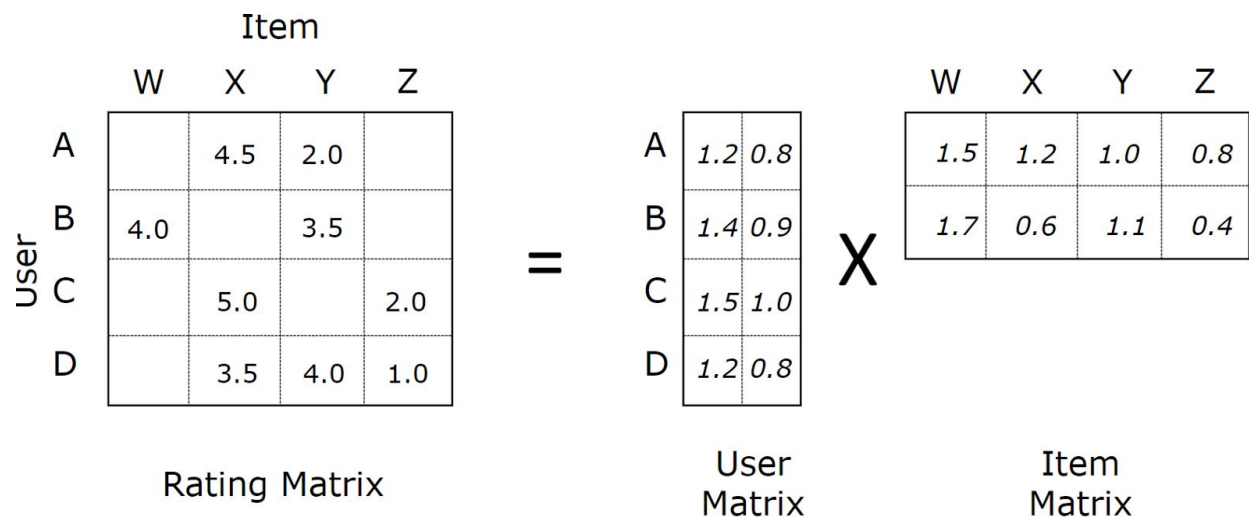 Item
W X Y Z
A 4.5 2.0
B 4.0 3.5
C 5.0 2.0
D 3.5 4.0 1.0
User
Rating Matrix
=
A 1.2 0.8
B 1.4 0.9
C 1.5 1.0
D 1.2 0.8
User
Matrix
X
W X Y Z
1.5 1.2 1.0 0.8
1.7 0.6 1.1 0.4
Item
Matrix